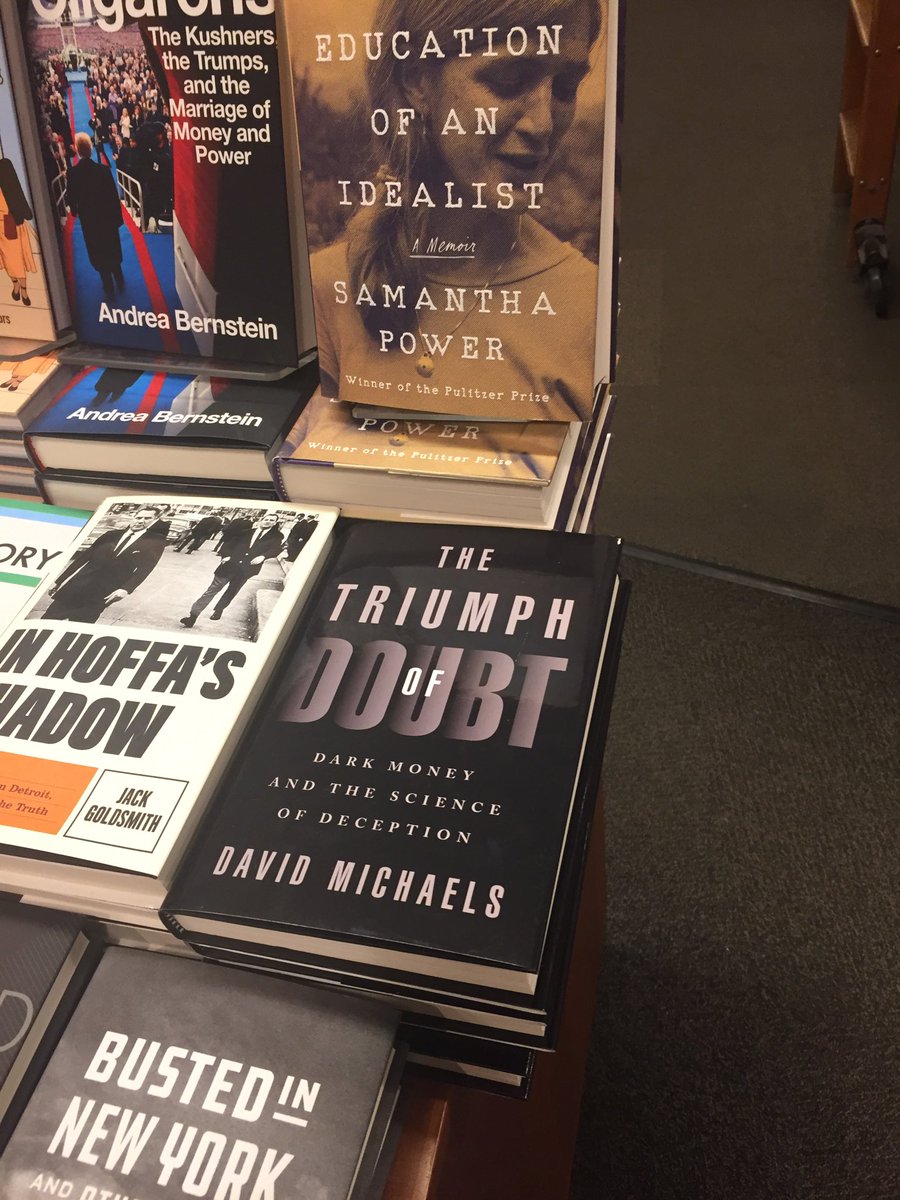 The Kushners,
the Trumps,
and the
Marriage of
Money and
Power
Andrea Bernstein
Andrea Bernstein
EDUCATION
OF AN
IDEALIST
A Memoir
SAMANTHA
POWER
Winner of the Pulitzer Prize
POWER
Winner of the Pulitzer Prize
ORY
IN HOFFA'S
HADOW
n Detroit,
he Truth
JACK
GOLDSMITH
THE
TRIUMPH
OF
DOUBT
DARK MONEY
AND THE SCIENCE
OF DECEPTION
DAVID MICHAELS
BUSTED IN
NEW YORK
AND